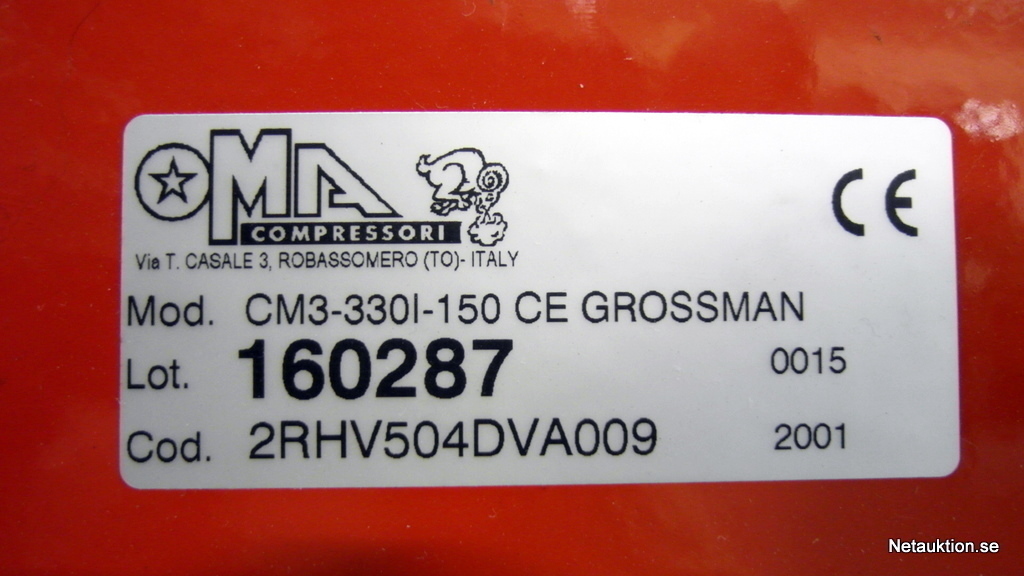 OMA
COMPRESSORI
Via T. CASALE 3, ROBASSOMERO (TO)- ITALY
CE
Mod. CM3-330I-150 CE GROSSMAN
Lot. 160287 0015
Cod. 2RHV504DVA009 2001
Netauktion.se